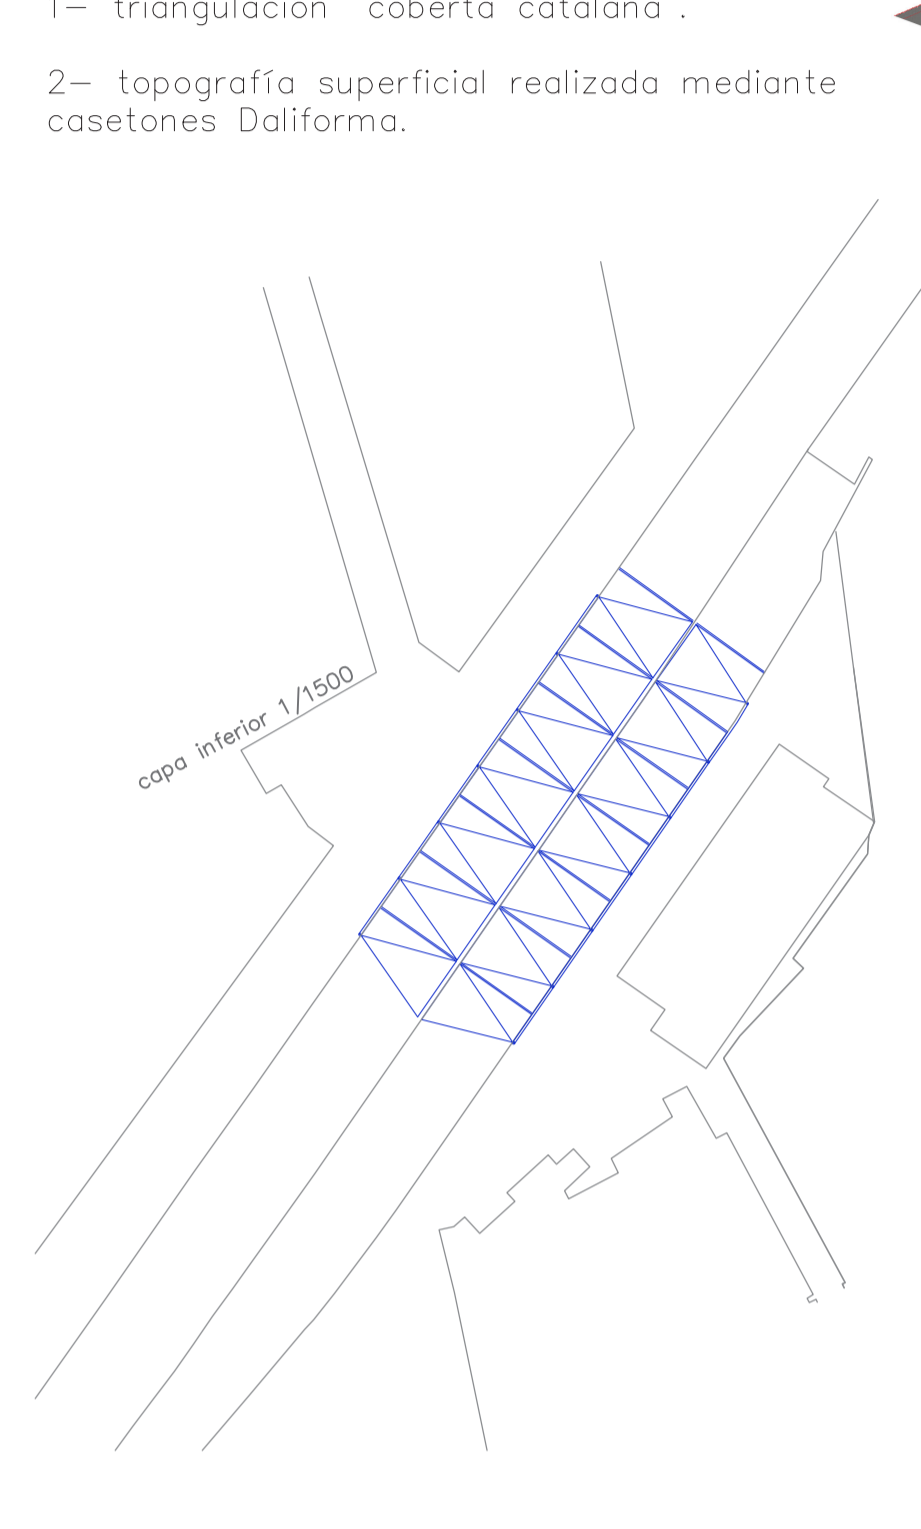 1– triangulación coberta catalana .
2– topografía superficial realizada mediante
casetones Daliforma.
capa inferior 1/1500